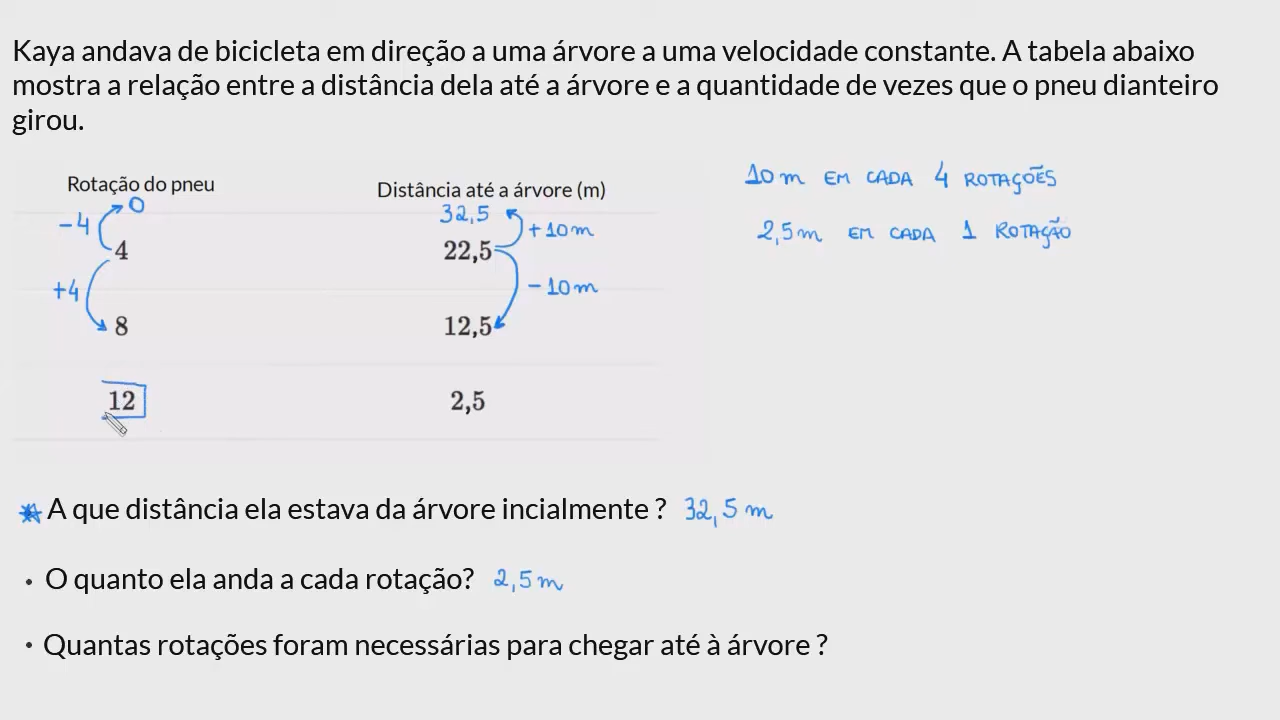 Kaya andava de bicicleta em direção a uma árvore a uma velocidade constante. A tabela abaixo
mostra a relação entre a distância dela até a árvore e a quantidade de vezes que o pneu dianteiro
girou.
Rotação do pneu Distância até a árvore (m)
0 32,5
-4 +10m
4 22,5
+4 -10m
8 12,5
12 2,5
10m EM CADA 4 ROTAÇÕES
2,5m EM CADA 1 ROTAÇÃO
A que distância ela estava da árvore incialmente ? 32,5 m
• O quanto ela anda a cada rotação? 2,5m
• Quantas rotações foram necessárias para chegar até à árvore ?